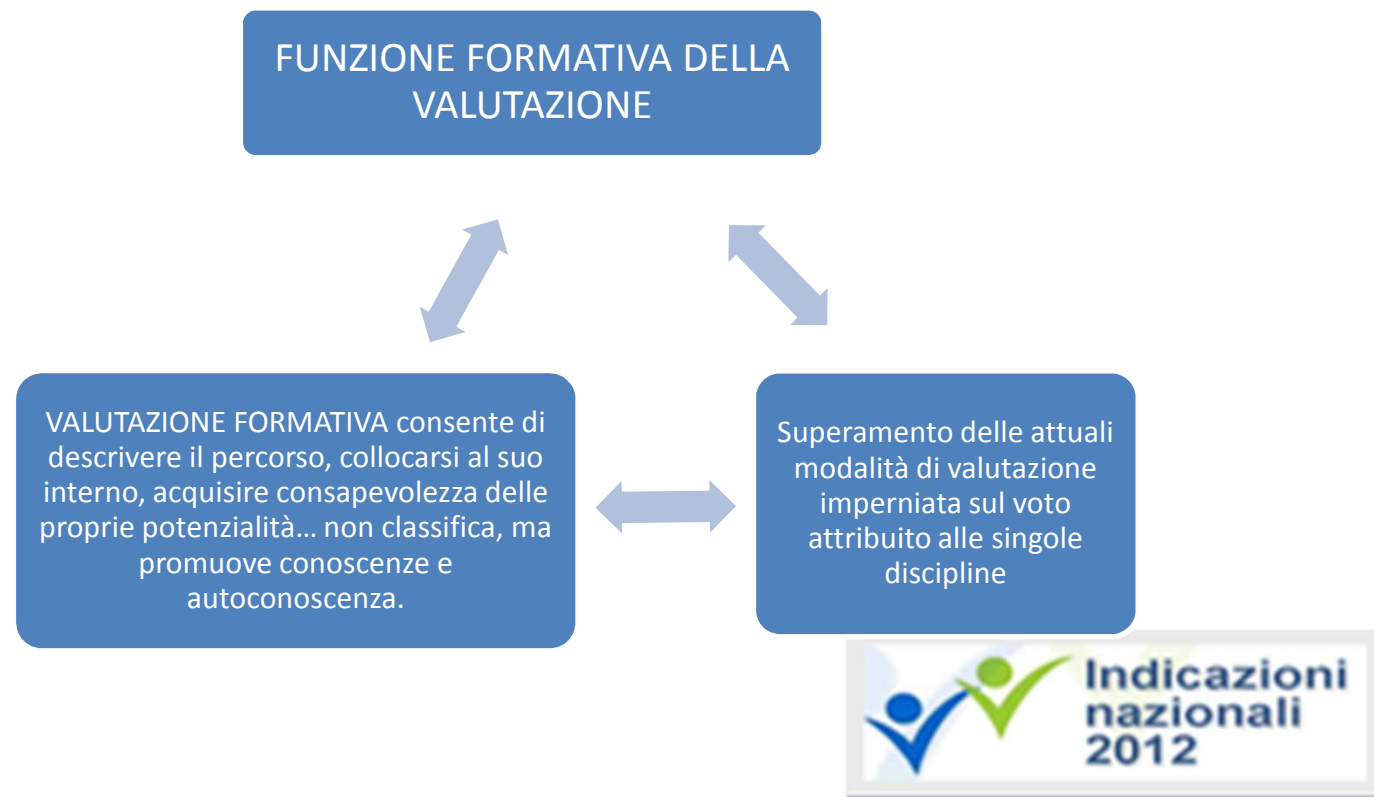 FUNZIONE FORMATIVA DELLA
VALUTAZIONE
VALUTAZIONE FORMATIVA consente di
descrivere il percorso, collocarsi al suo
interno, acquisire consapevolezza delle
proprie potenzialità... non classifica, ma
promuove conoscenze e
autoconoscenza.
Superamento delle attuali
modalità di valutazione
imperniata sul voto
attribuito alle singole
discipline
Indicazioni
nazionali
2012